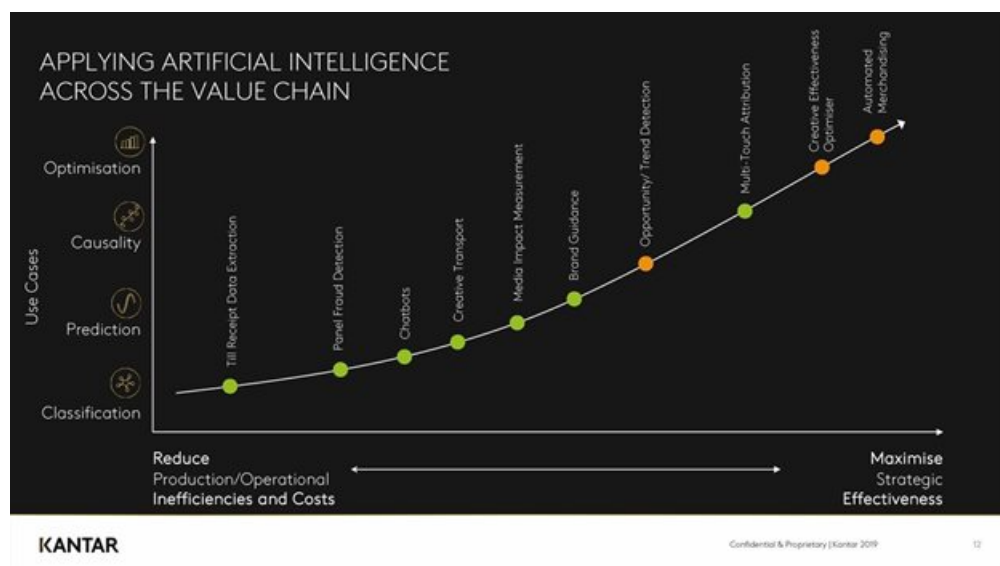 APPLYING ARTIFICIAL INTELLIGENCE
ACROSS THE VALUE CHAIN
Use Cases
Optimisation
Causality
Prediction
Classification
Till Receipt Data Extraction
Panel Fraud Detection
Chatbots
Creative Transport
Media Impact Measurement
Brand Guidance
Opportunity/ Trend Detection
Multi-Touch Attribution
Creative Effectiveness
Optimiser
Automated
Merchandising
Reduce
Production/Operational
Inefficiencies and Costs
Maximise
Strategic
Effectiveness
KANTAR
Confidential & Proprietary | Kantar 2019
12